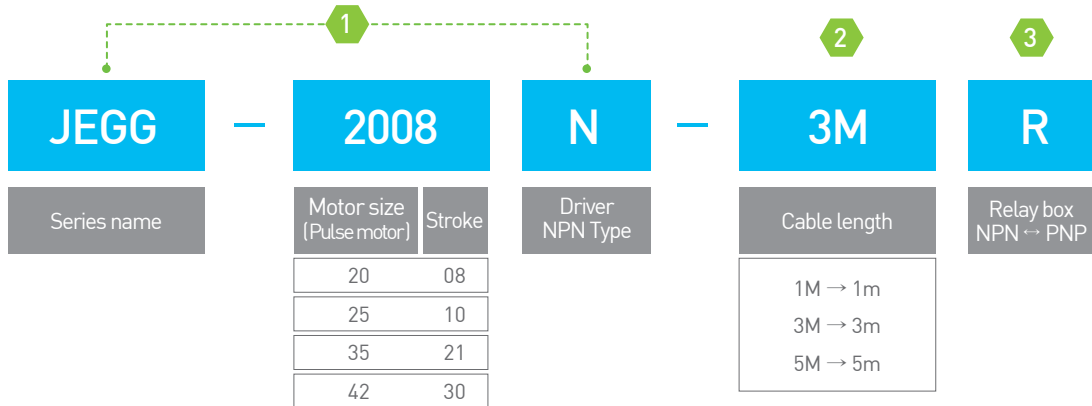 1
2
3
JEGG — 2008 N — 3M R
Series name
Motor size
(Pulse motor)
Stroke
Driver
NPN Type
Cable length
Relay box
NPN ↔ PNP
20 08
25 10
35 21
42 30
1M → 1m
3M → 3m
5M → 5m